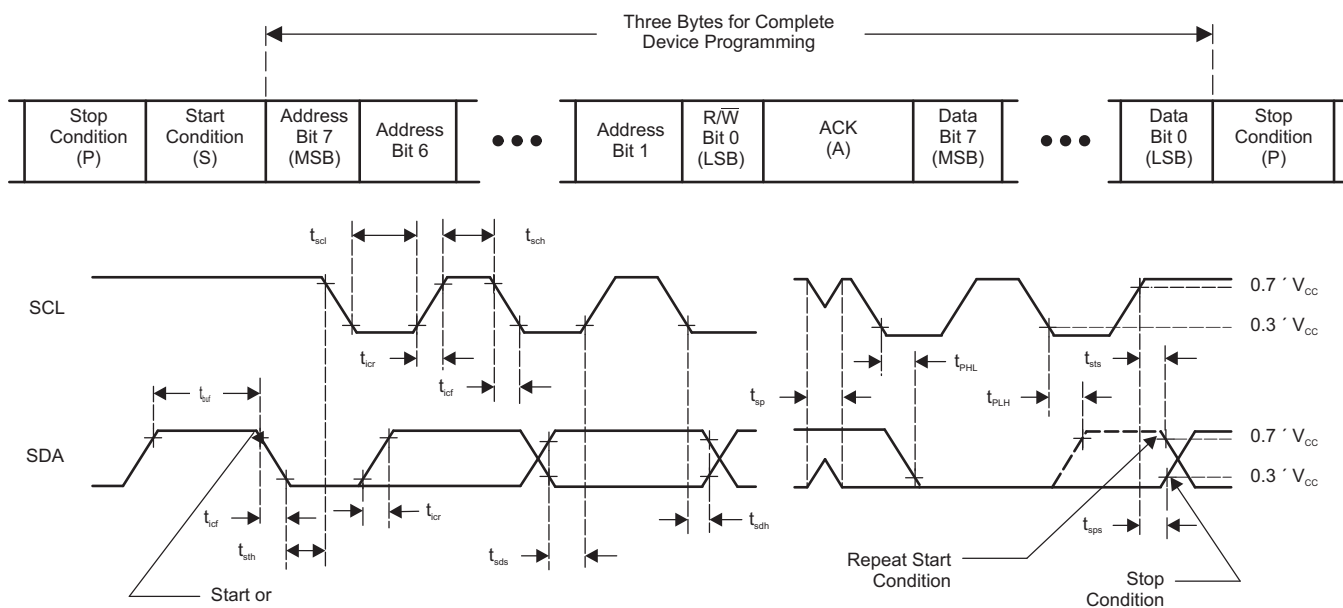 Three Bytes for Complete
Device Programming
Stop
Condition
(P)
Start
Condition
(S)
Address
Bit 7
(MSB)
Address
Bit 6
Address
Bit 1
R/W̅
Bit 0
(LSB)
ACK
(A)
Data
Bit 7
(MSB)
Data
Bit 0
(LSB)
Stop
Condition
(P)
tscl
tsch
SCL
0.7 ´ VCC
0.3 ´ VCC
ticr
ticf
tPHL
tsts
tsp
tPLH
tbuf
SDA
0.7 ´ VCC
0.3 ´ VCC
ticf
ticr
tsth
tsds
tsdh
tsps
Start or
Repeat Start
Condition
Stop
Condition